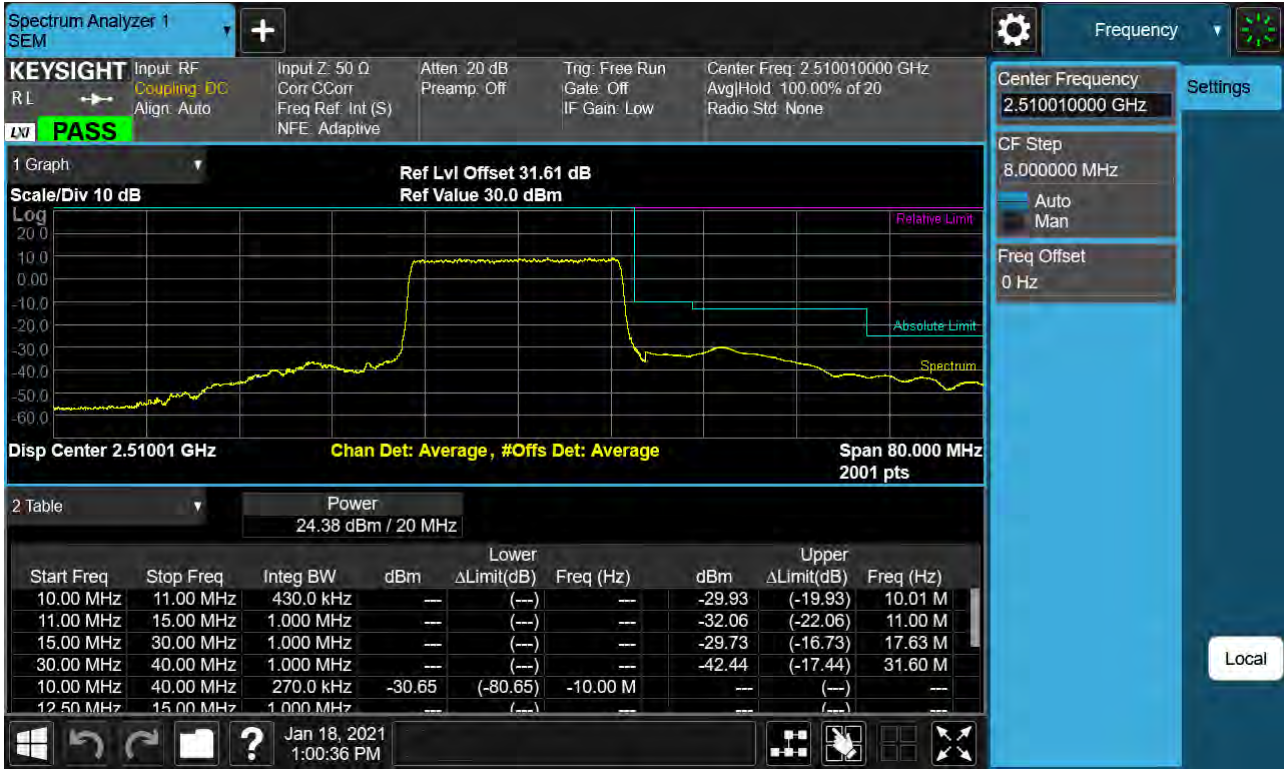 Spectrum Analyzer 1
SEM
Frequency
KEYSIGHT
R L
LXI
PASS
Input: RF
Coupling: DC
Align: Auto
Input Z: 50 Ω
Corr CCorr
Freq Ref: Int (S)
NFE: Adaptive
Atten: 20 dB
Preamp: Off
Trig: Free Run
Gate: Off
IF Gain: Low
Center Freq: 2.510010000 GHz
Avg|Hold: 100.00% of 20
Radio Std: None
Center Frequency
2.510010000 GHz
Settings
CF Step
8.000000 MHz
Auto
Man
Freq Offset
0 Hz
1 Graph
Scale/Div 10 dB
Ref Lvl Offset 31.61 dB
Ref Value 30.0 dBm
Log
20.0
10.0
0.00
-10.0
-20.0
-30.0
-40.0
-50.0
-60.0
Relative Limit
Absolute Limit
Spectrum
Disp Center 2.51001 GHz
Chan Det: Average, #Offs Det: Average
Span 80.000 MHz
2001 pts
2 Table
Power
24.38 dBm / 20 MHz
Lower Upper
Start Freq Stop Freq Integ BW dBm ΔLimit(dB) Freq (Hz) dBm ΔLimit(dB) Freq (Hz)
10.00 MHz 11.00 MHz 430.0 kHz --- (---) --- -29.93 (-19.93) 10.01 M
11.00 MHz 15.00 MHz 1.000 MHz --- (---) --- -32.06 (-22.06) 11.00 M
15.00 MHz 30.00 MHz 1.000 MHz --- (---) --- -29.73 (-16.73) 17.63 M
30.00 MHz 40.00 MHz 1.000 MHz --- (---) --- -42.44 (-17.44) 31.60 M
10.00 MHz 40.00 MHz 270.0 kHz -30.65 (-80.65) -10.00 M --- (---) ---
12.50 MHz 15.00 MHz 1.000 MHz --- (---) --- --- (---) ---
Local
?
Jan 18, 2021
1:00:36 PM